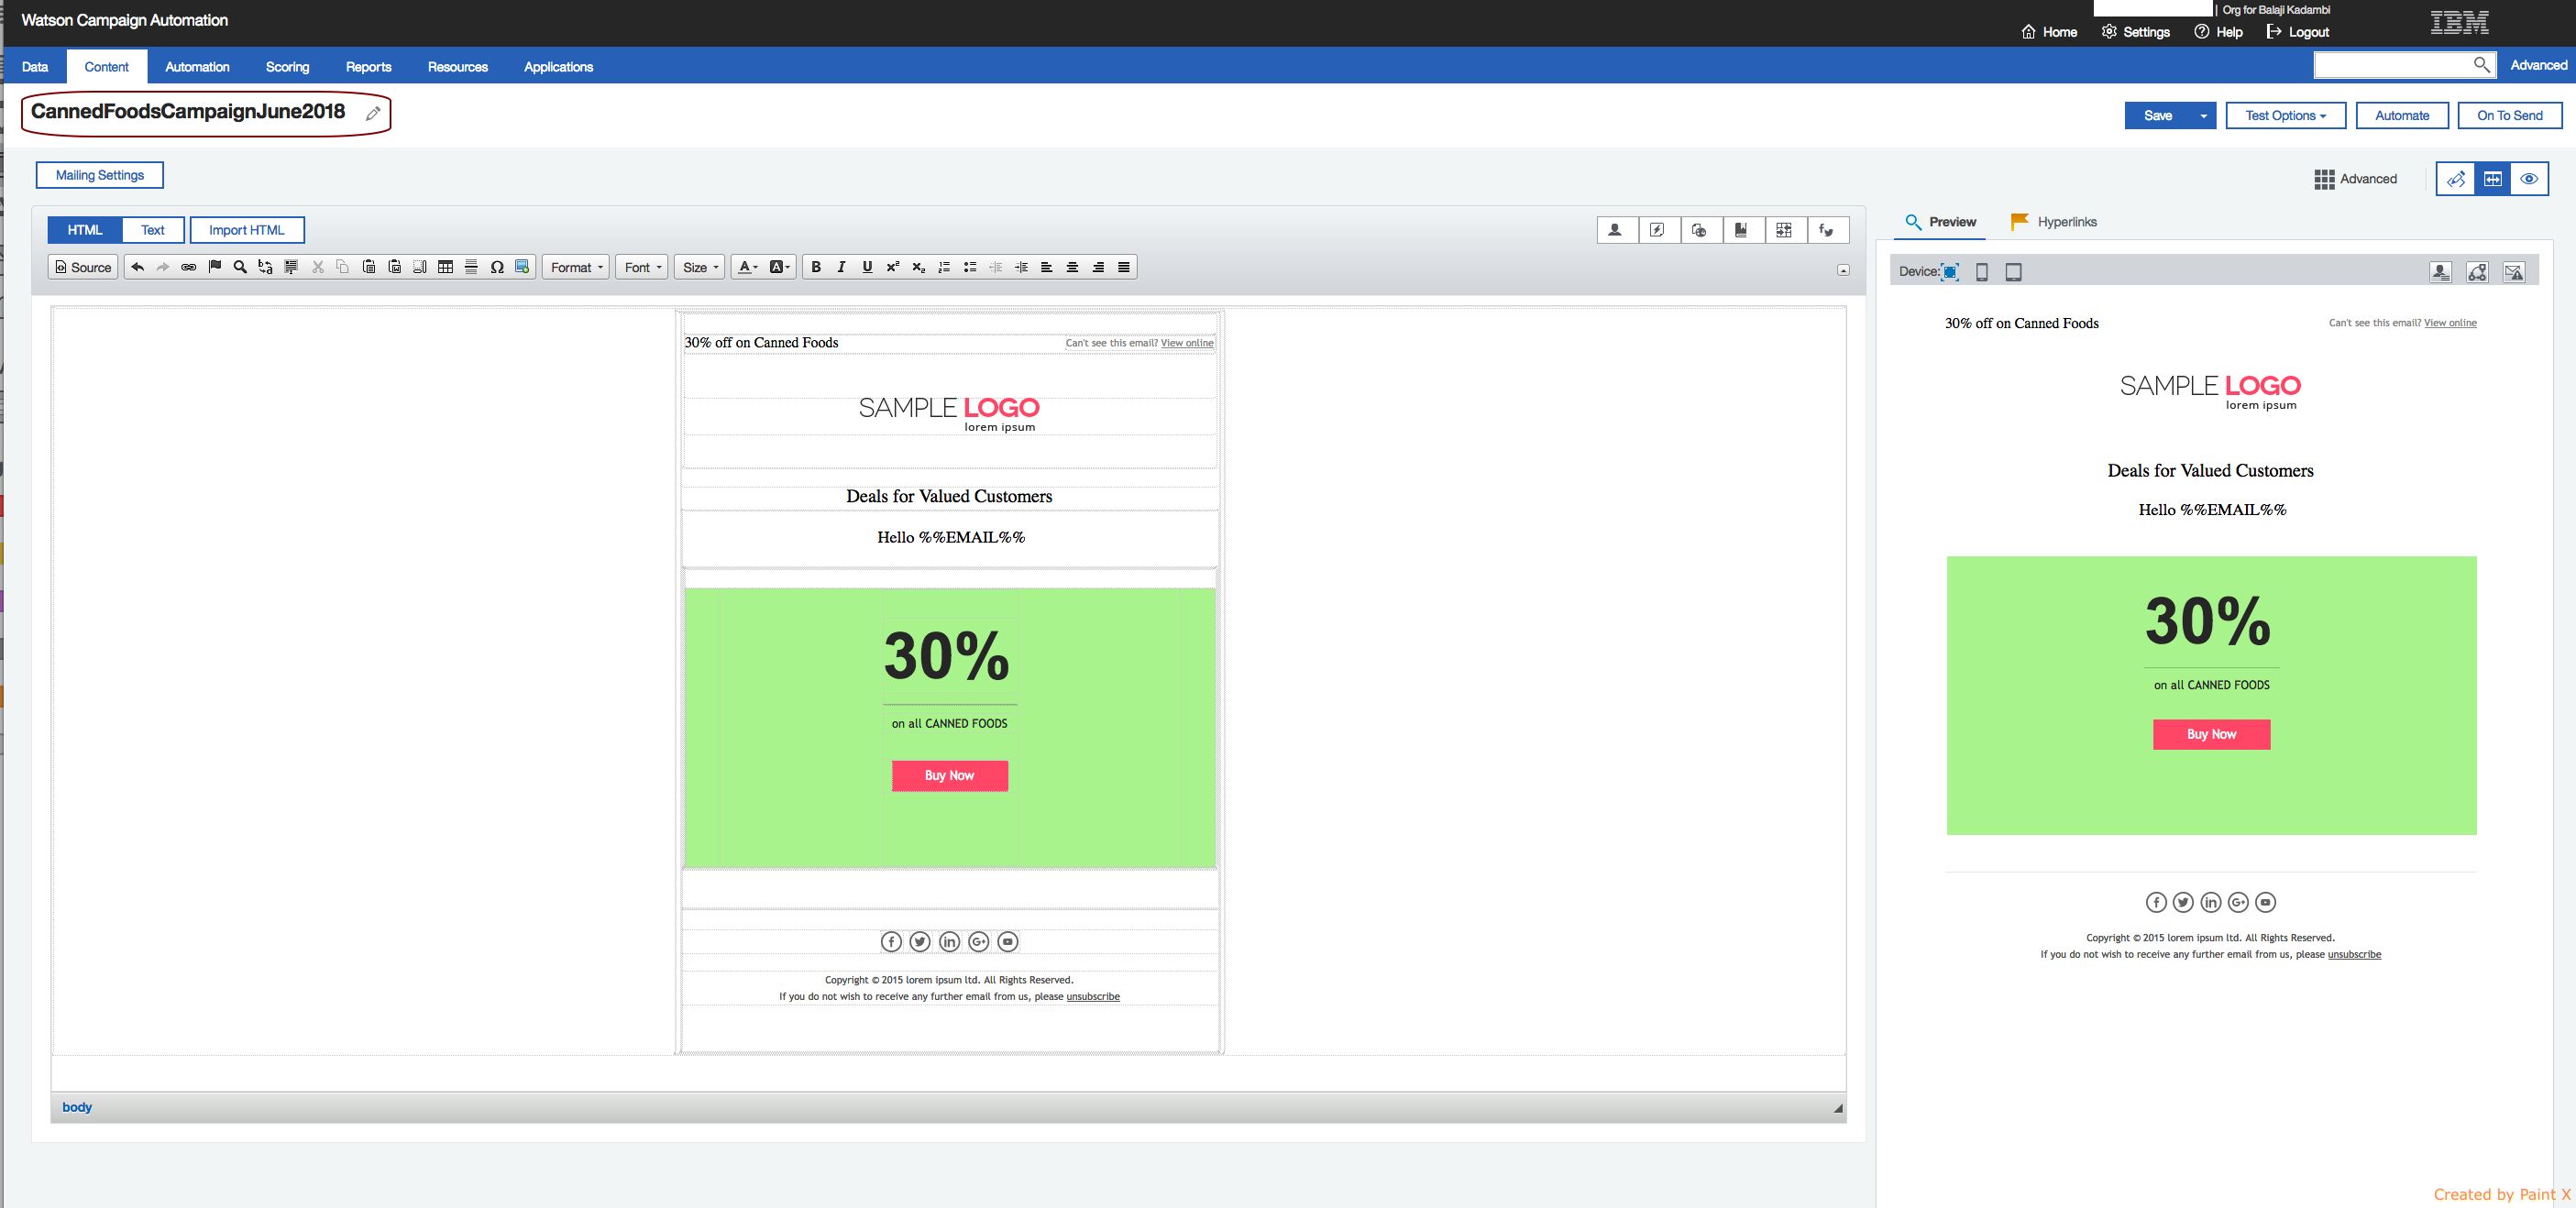 Watson Campaign Automation
| Org for Balaji Kadambi
Home Settings Help Logout
IBM
Data Content Automation Scoring Reports Resources Applications
Advanced
CannedFoodsCampaignJune2018
Save Test Options Automate On To Send
Mailing Settings
Advanced
HTML Text Import HTML
Preview Hyperlinks
Source Format Font Size A A B I U x² x₂
Device:
30% off on Canned Foods
Can't see this email? View online
SAMPLE LOGO
lorem ipsum
Deals for Valued Customers
Hello %%EMAIL%%
30%
on all CANNED FOODS
Buy Now
Copyright © 2015 lorem ipsum ltd. All Rights Reserved.
If you do not wish to receive any further email from us, please unsubscribe
body
30% off on Canned Foods
Can't see this email? View online
SAMPLE LOGO
lorem ipsum
Deals for Valued Customers
Hello %%EMAIL%%
30%
on all CANNED FOODS
Buy Now
Copyright © 2015 lorem ipsum ltd. All Rights Reserved.
If you do not wish to receive any further email from us, please unsubscribe
Created by Paint X